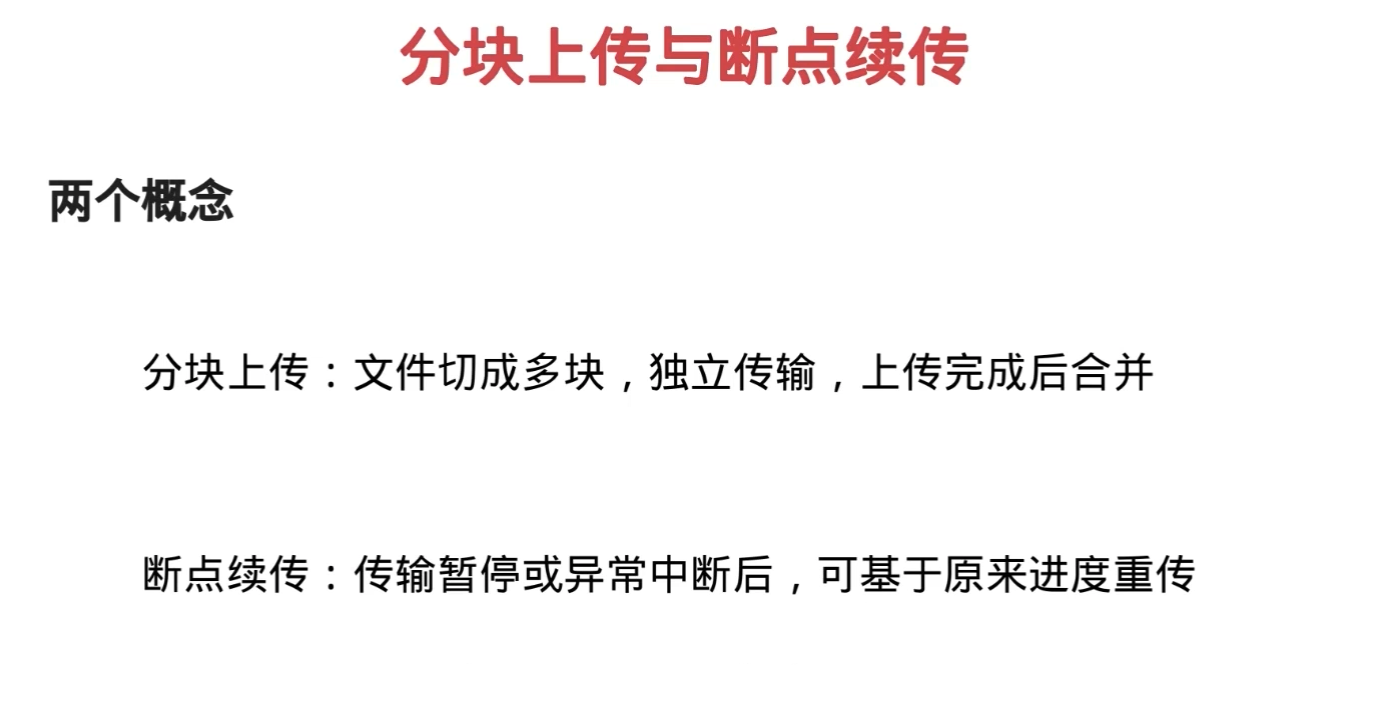 分块上传与断点续传
两个概念
分块上传：文件切成多块，独立传输，上传完成后合并
断点续传：传输暂停或异常中断后，可基于原来进度重传